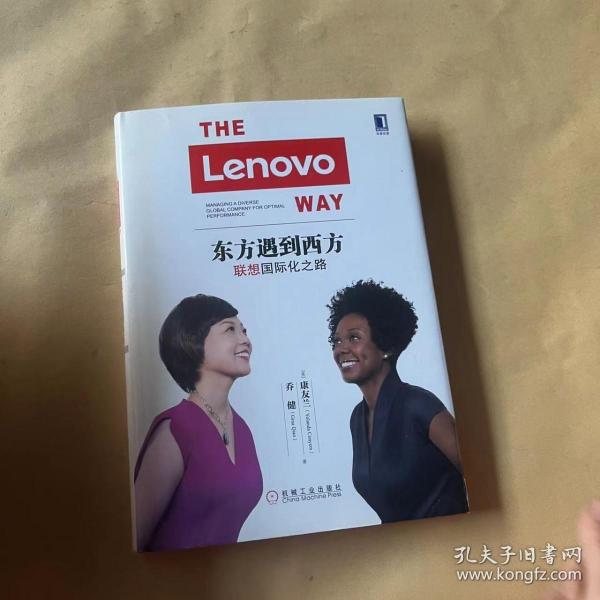 THE
Lenovo
WAY
MANAGING A DIVERSE
GLOBAL COMPANY FOR OPTIMAL
PERFORMANCE
东方遇到西方
联想国际化之路
[美] 康友兰 (Yolanda Conyers)
乔健 (Gina Qiao)
著
机械工业出版社
China Machine Press
孔夫子旧书网
www.kongfz.com